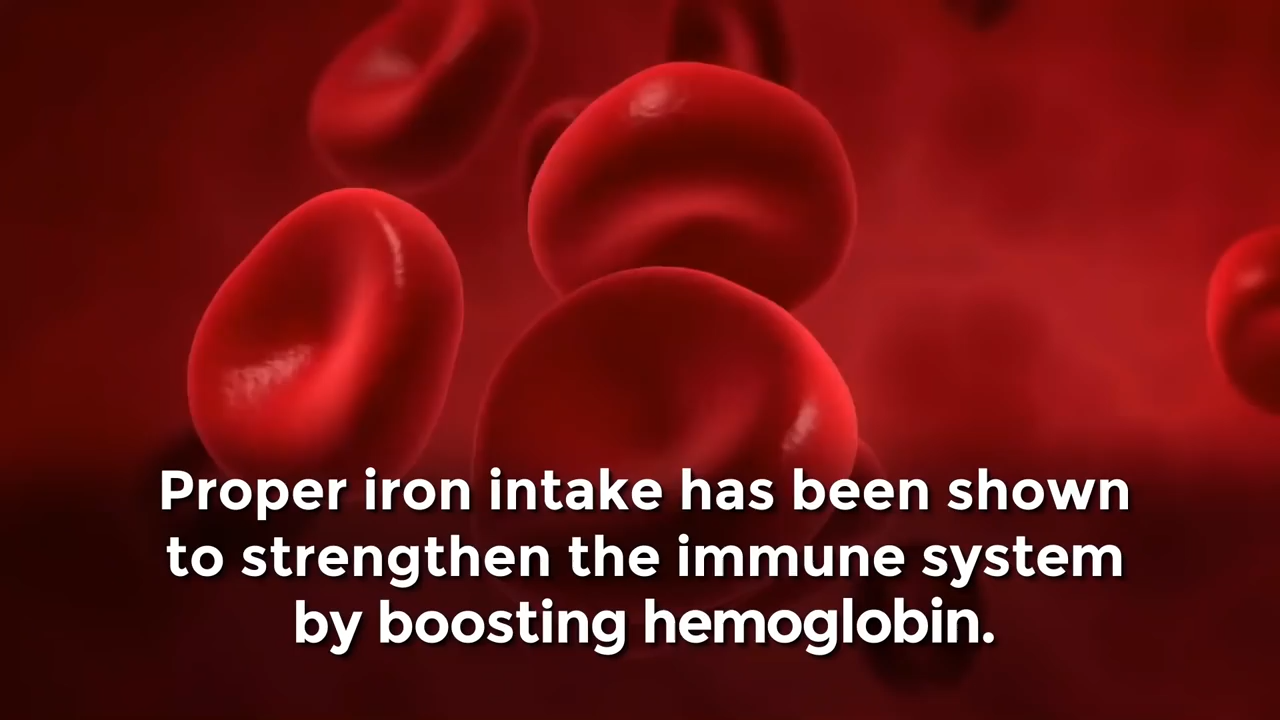 Proper iron intake has been shown
to strengthen the immune system
by boosting hemoglobin.